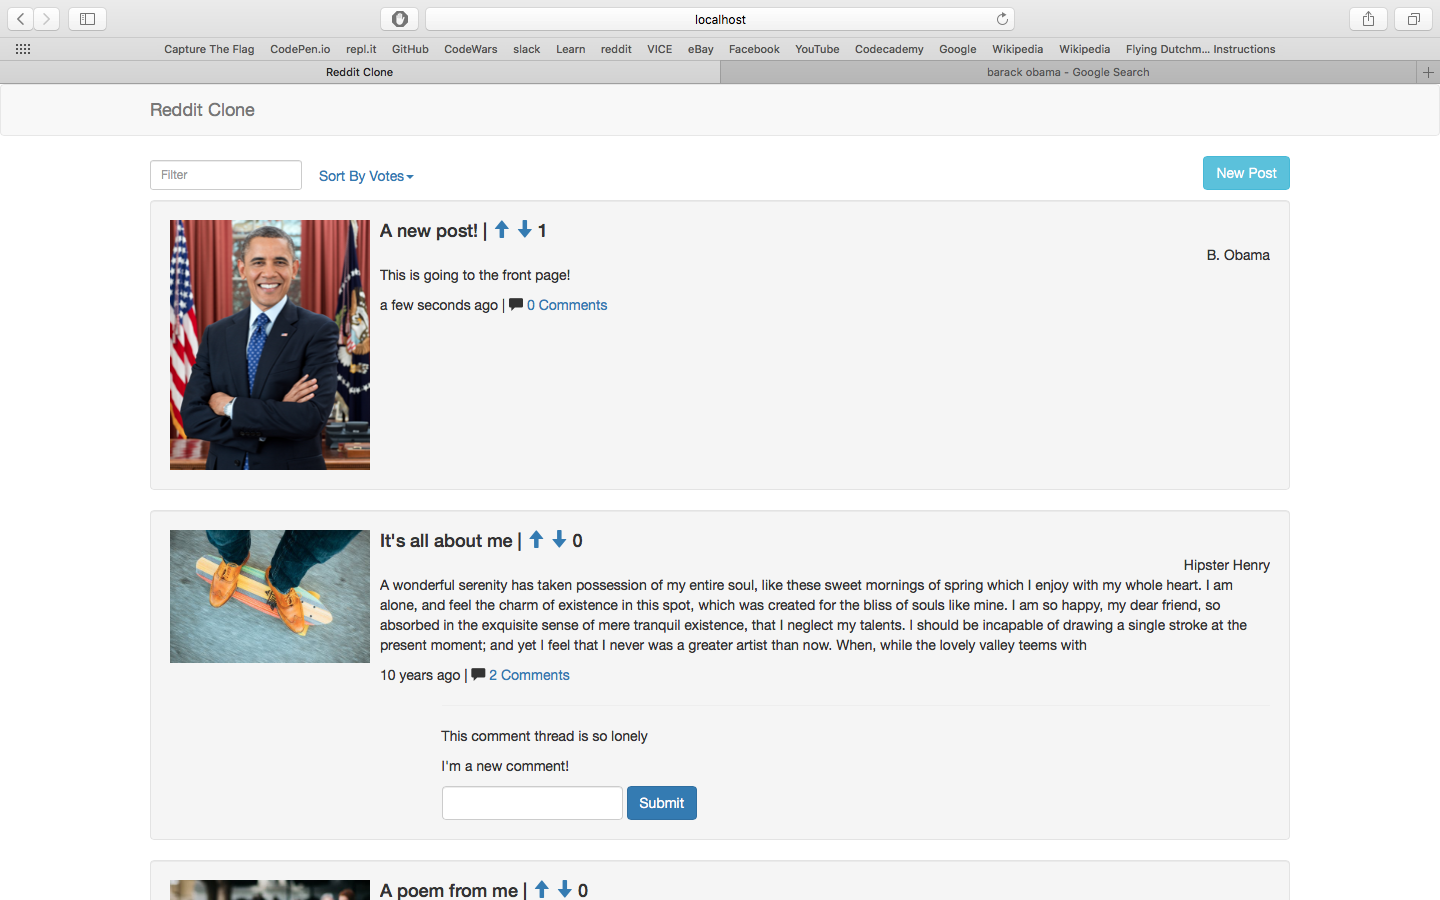 localhost
Capture The Flag CodePen.io repl.it GitHub CodeWars slack Learn reddit VICE eBay Facebook YouTube Codecademy Google Wikipedia Wikipedia Flying Dutchm... Instructions
Reddit Clone barack obama - Google Search
Reddit Clone
Filter Sort By Votes New Post
A new post! | 1
B. Obama
This is going to the front page!
a few seconds ago | 0 Comments
It's all about me | 0
Hipster Henry
A wonderful serenity has taken possession of my entire soul, like these sweet mornings of spring which I enjoy with my whole heart. I am
alone, and feel the charm of existence in this spot, which was created for the bliss of souls like mine. I am so happy, my dear friend, so
absorbed in the exquisite sense of mere tranquil existence, that I neglect my talents. I should be incapable of drawing a single stroke at the
present moment; and yet I feel that I never was a greater artist than now. When, while the lovely valley teems with
10 years ago | 2 Comments
This comment thread is so lonely
I'm a new comment!
Submit
A poem from me | 0